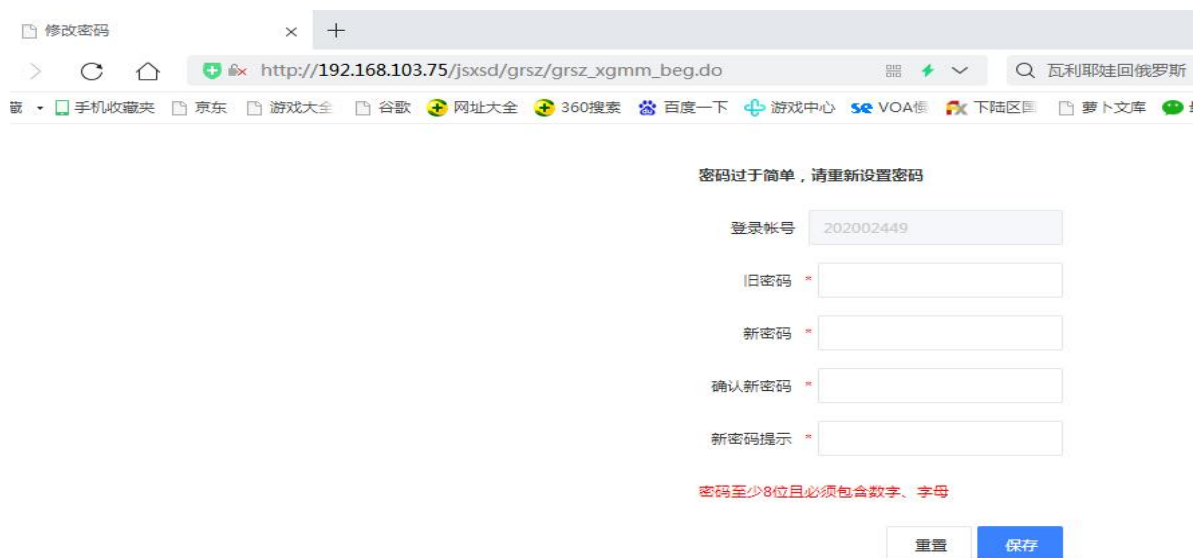 修改密码
http://192.168.103.75/jsxsd/grsz/grsz_xgmm_beg.do 瓦利耶娃回俄罗斯
手机收藏夹 京东 游戏大全 谷歌 网址大全 360搜索 百度一下 游戏中心 VOA慢 下陆区国 萝卜文库
密码过于简单，请重新设置密码
登录帐号 202002449
旧密码 *
新密码 *
确认新密码 *
新密码提示 *
密码至少8位且必须包含数字、字母
重置 保存